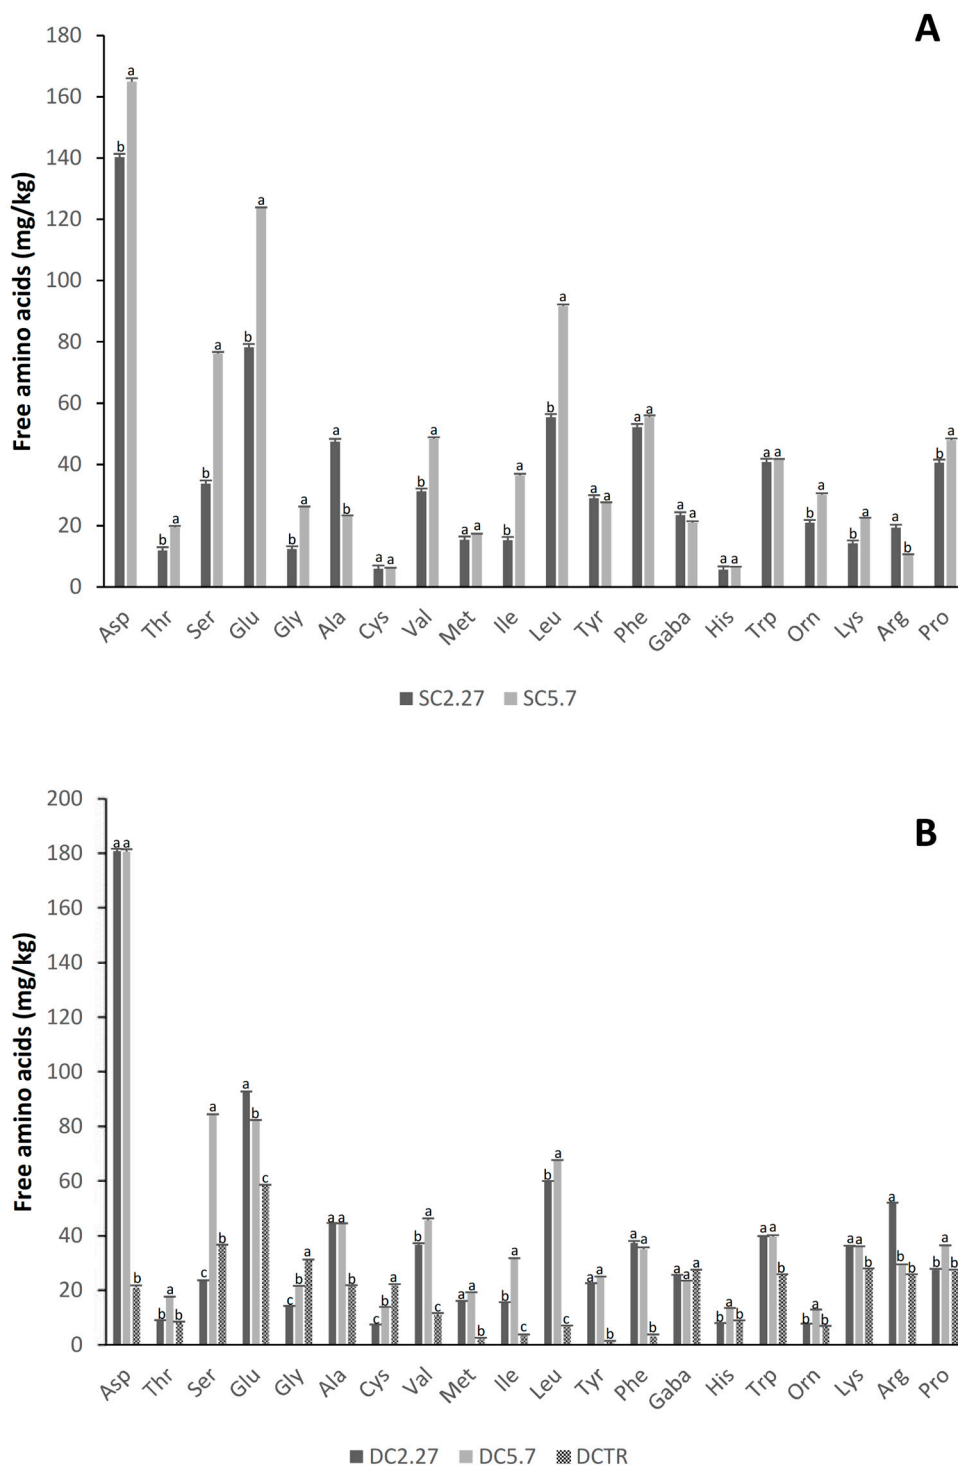 A
Free amino acids (mg/kg)
180
160
140
120
100
80
60
40
20
0
b a b a b a b a b a a b a a b a a a b a b a a a a a a a a a a a b a b a a b b a
Asp Thr Ser Glu Gly Ala Cys Val Met Ile Leu Tyr Phe Gaba His Trp Orn Lys Arg Pro
SC2.27 SC5.7
B
Free amino acids (mg/kg)
200
180
160
140
120
100
80
60
40
20
0
a a b b a b c a b a b c c b a a a b c b a b a c a a b b a c b a c a a b a a b a a a b a b a a b b a b a a b a b b b a b
Asp Thr Ser Glu Gly Ala Cys Val Met Ile Leu Tyr Phe Gaba His Trp Orn Lys Arg Pro
DC2.27 DC5.7 DCTR